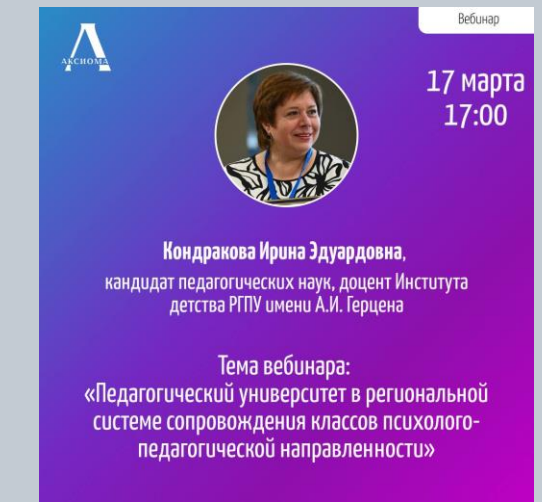 Вебинар
АКСИОМА
17 марта
17:00
Кондракова Ирина Эдуардовна,
кандидат педагогических наук, доцент Института
детства РГПУ имени А.И. Герцена
Тема вебинара:
«Педагогический университет в региональной
системе сопровождения классов психолого-
педагогической направленности»